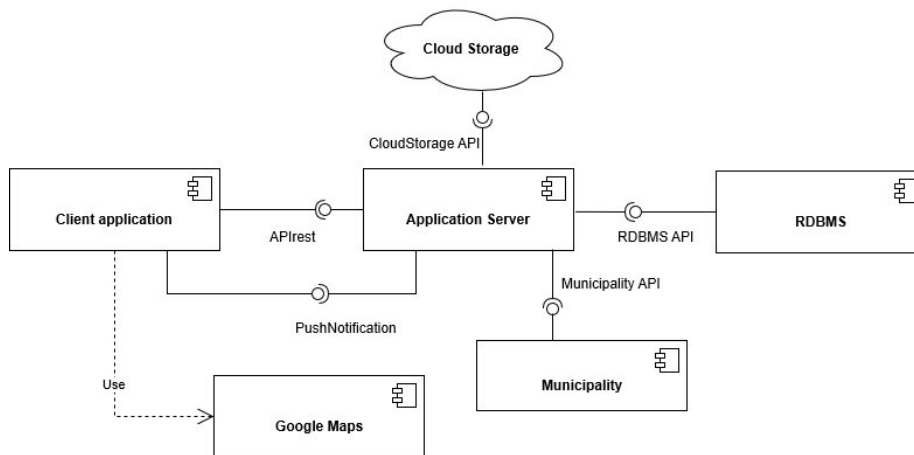 Cloud Storage
CloudStorage API
Client application
APIrest
Application Server
RDBMS API
RDBMS
PushNotification
Municipality API
Municipality
Use
Google Maps